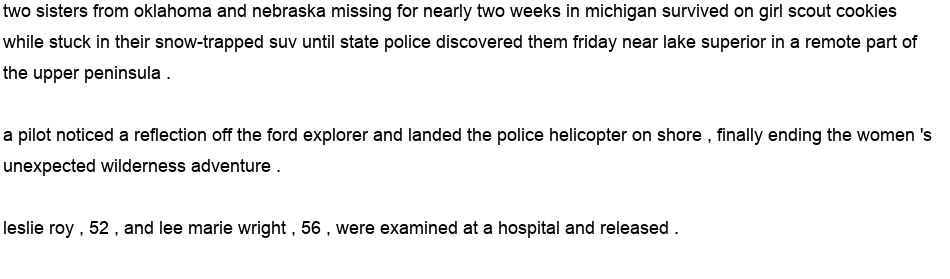 two sisters from oklahoma and nebraska missing for nearly two weeks in michigan survived on girl scout cookies
while stuck in their snow-trapped suv until state police discovered them friday near lake superior in a remote part of
the upper peninsula .
a pilot noticed a reflection off the ford explorer and landed the police helicopter on shore , finally ending the women 's
unexpected wilderness adventure .
leslie roy , 52 , and lee marie wright , 56 , were examined at a hospital and released .